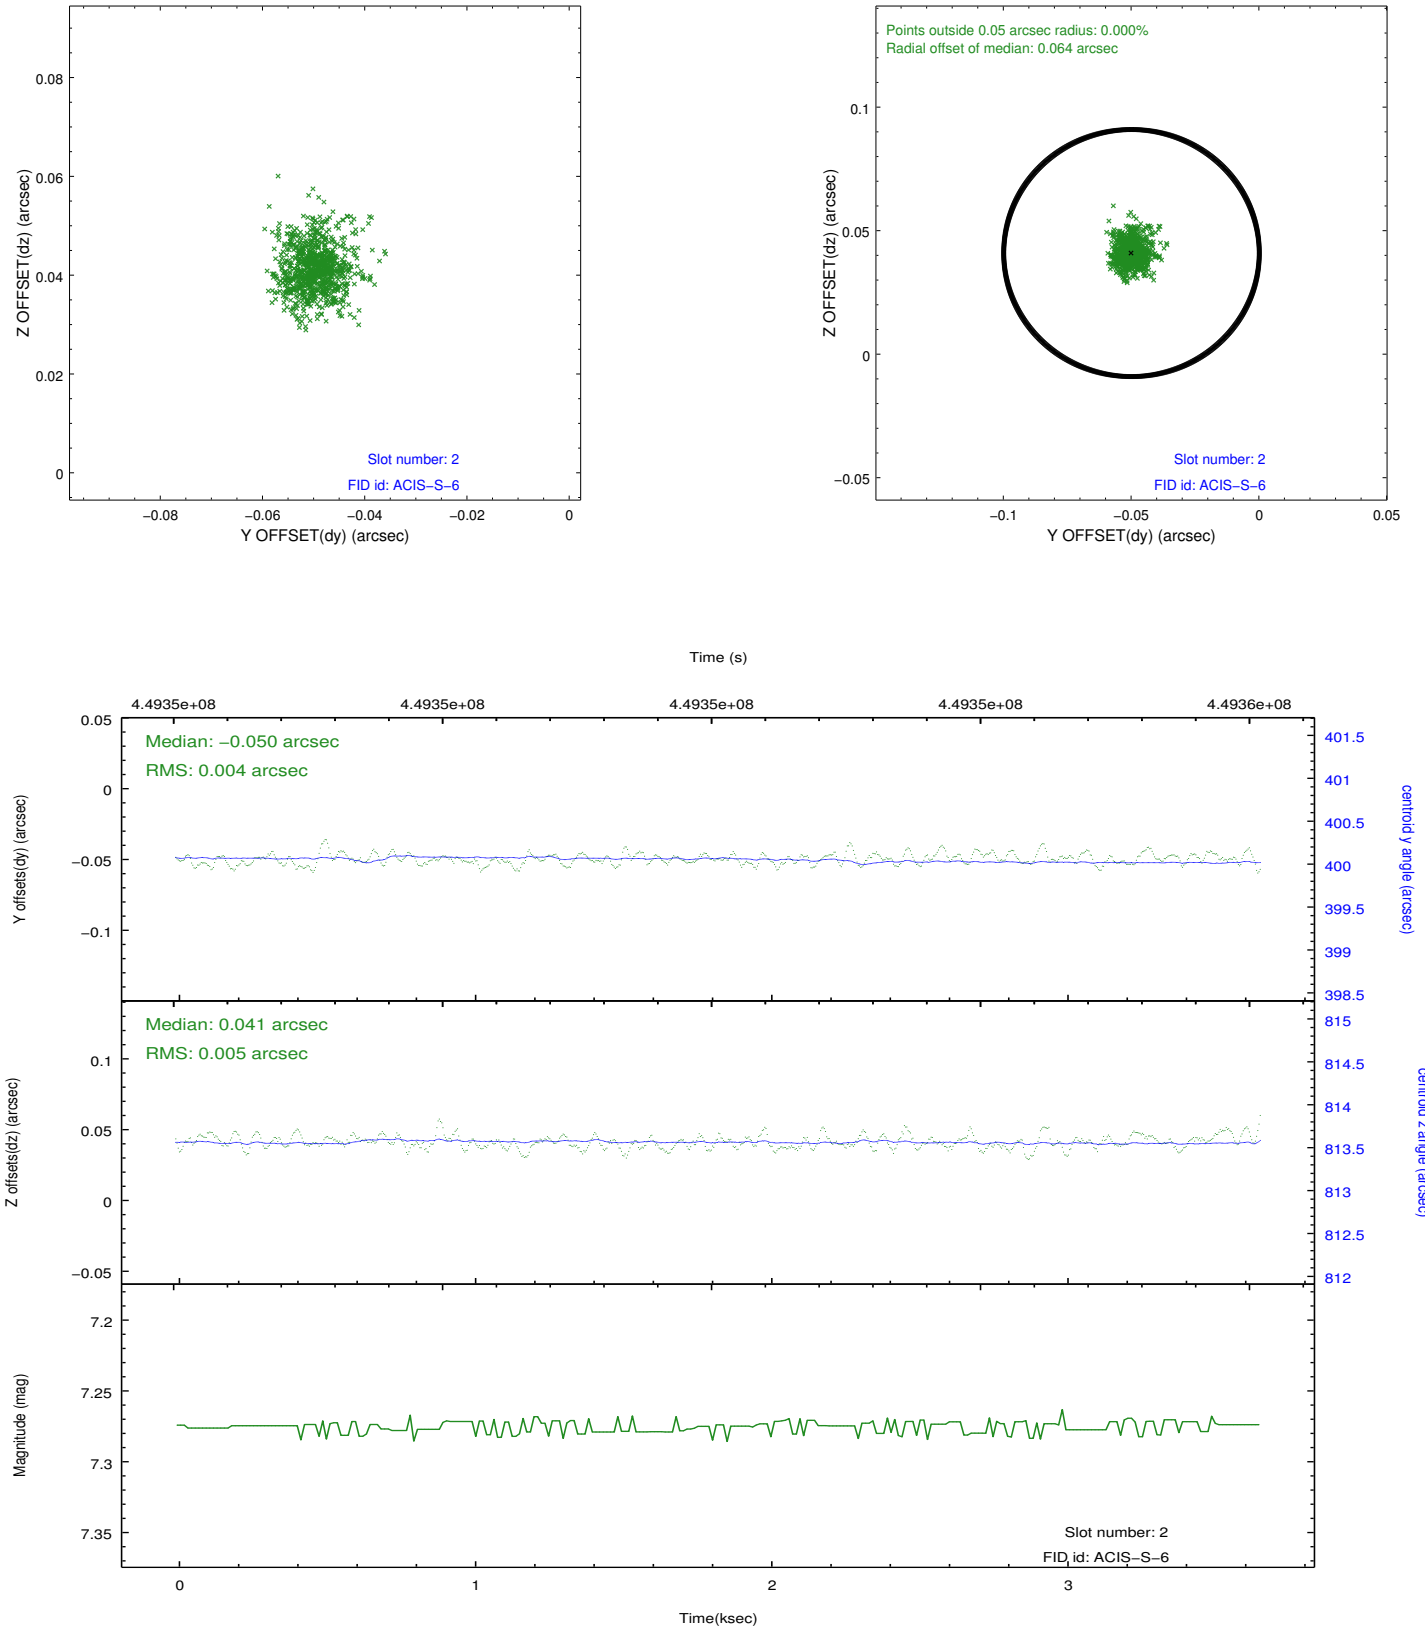 0.08
0.06
0.04
0.02
0
−0.08
−0.06
−0.04
−0.02
0
Z OFFSET(dz) (arcsec)
Y OFFSET(dy) (arcsec)
Slot number: 2
FID id: ACIS−S−6
Points outside 0.05 arcsec radius: 0.000%
Radial offset of median: 0.064 arcsec
0.1
0.05
0
−0.05
−0.1
−0.05
0
0.05
Z OFFSET(dz) (arcsec)
Y OFFSET(dy) (arcsec)
Slot number: 2
FID id: ACIS−S−6
Time (s)
4.4935e+08
4.4935e+08
4.4935e+08
4.4935e+08
4.4936e+08
Median: −0.050 arcsec
RMS: 0.004 arcsec
0.05
0
−0.05
−0.1
Y offsets(dy) (arcsec)
401.5
401
400.5
400
399.5
399
398.5
centroid y angle (arcsec)
Median: 0.041 arcsec
RMS: 0.005 arcsec
0.1
0.05
0
−0.05
Z offsets(dz) (arcsec)
815
814.5
814
813.5
813
812.5
812
centroid z angle (arcsec)
7.2
7.25
7.3
7.35
Magnitude (mag)
Slot number: 2
FID id: ACIS−S−6
0
1
2
3
Time(ksec)